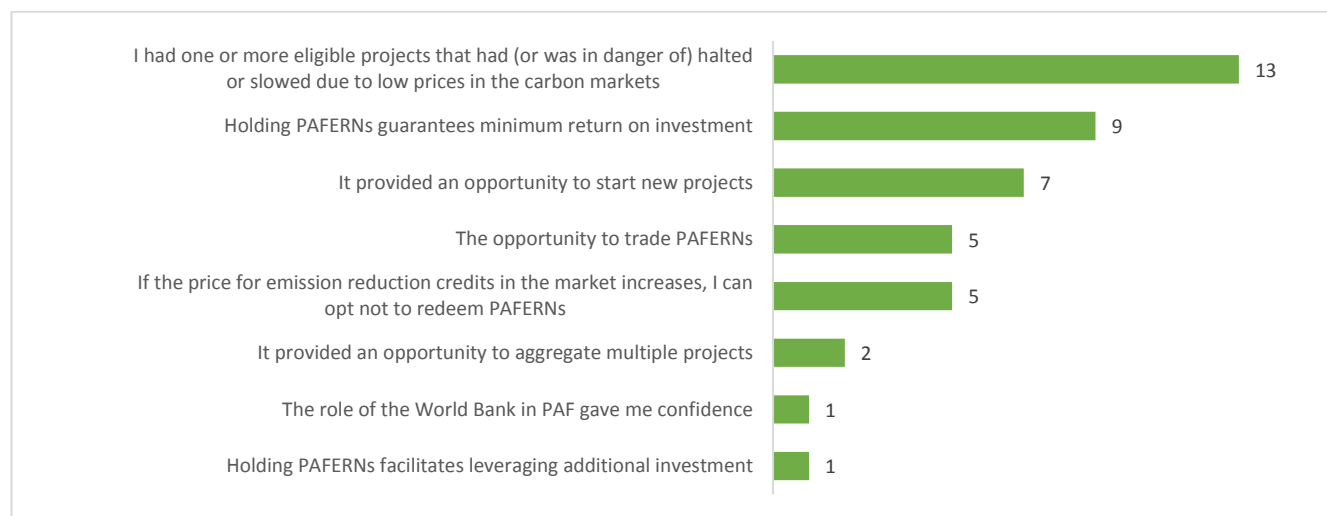 I had one or more eligible projects that had (or was in danger of) halted
or slowed due to low prices in the carbon markets
13
Holding PAFERNs guarantees minimum return on investment
9
It provided an opportunity to start new projects
7
The opportunity to trade PAFERNs
5
If the price for emission reduction credits in the market increases, I can
opt not to redeem PAFERNs
5
It provided an opportunity to aggregate multiple projects
2
The role of the World Bank in PAF gave me confidence
1
Holding PAFERNs facilitates leveraging additional investment
1